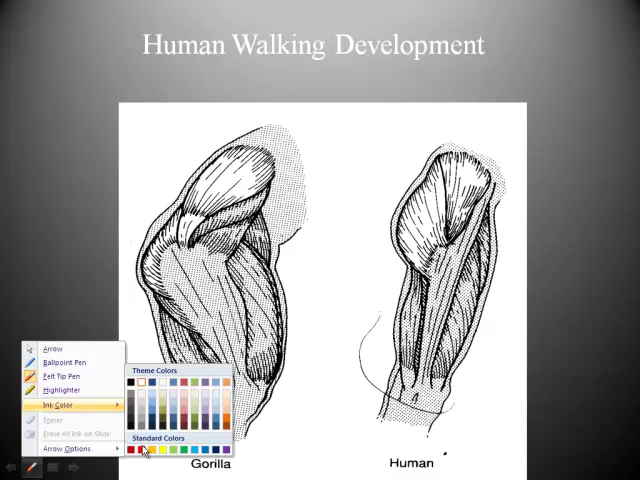 Human Walking Development
Arrow
Ballpoint Pen
Felt Tip Pen
Highlighter
Ink Color
Eraser
Erase All Ink on Slide
Arrow Options
Theme Colors
Standard Colors
Gorilla
Human